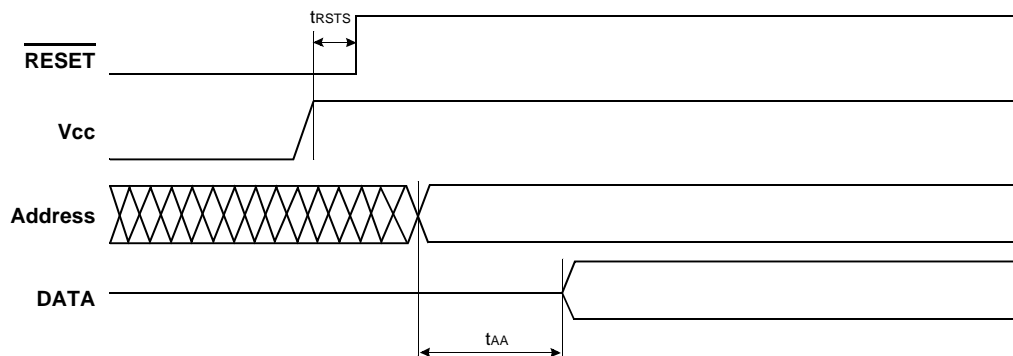 tRSTS
RESET
Vcc
Address
DATA
tAA